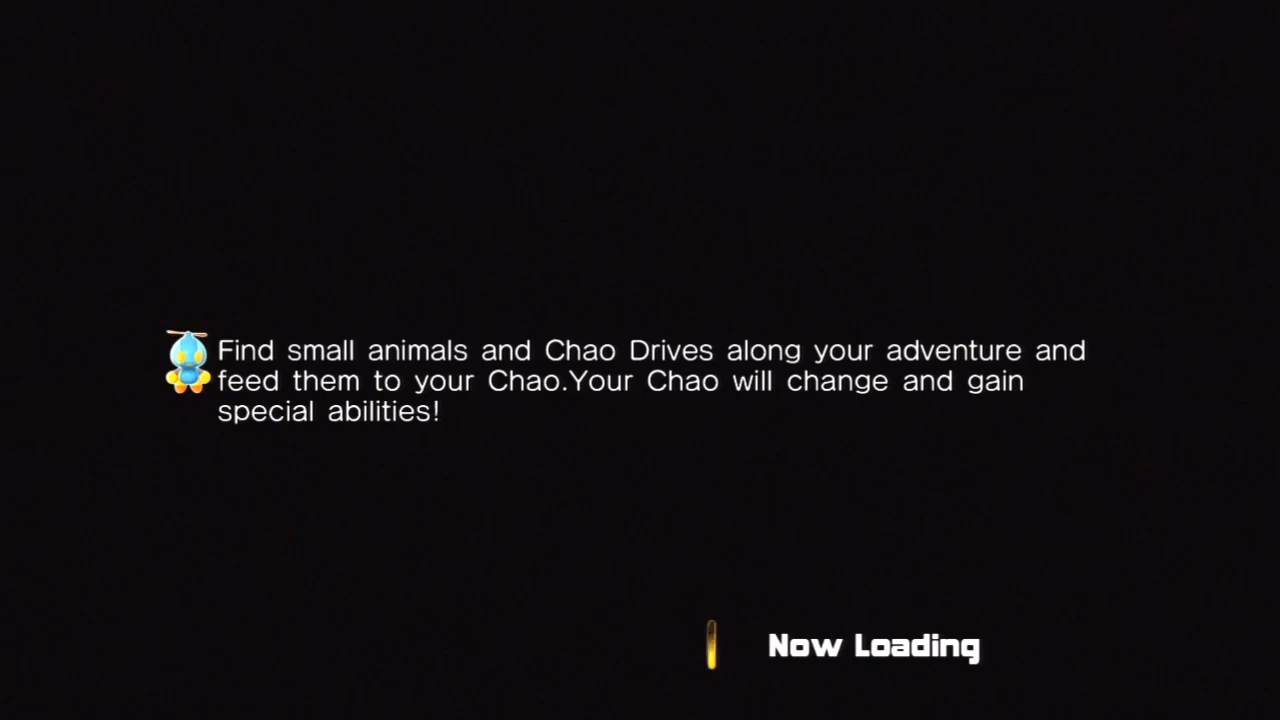 Find small animals and Chao Drives along your adventure and
feed them to your Chao.Your Chao will change and gain
special abilities!
Now Loading